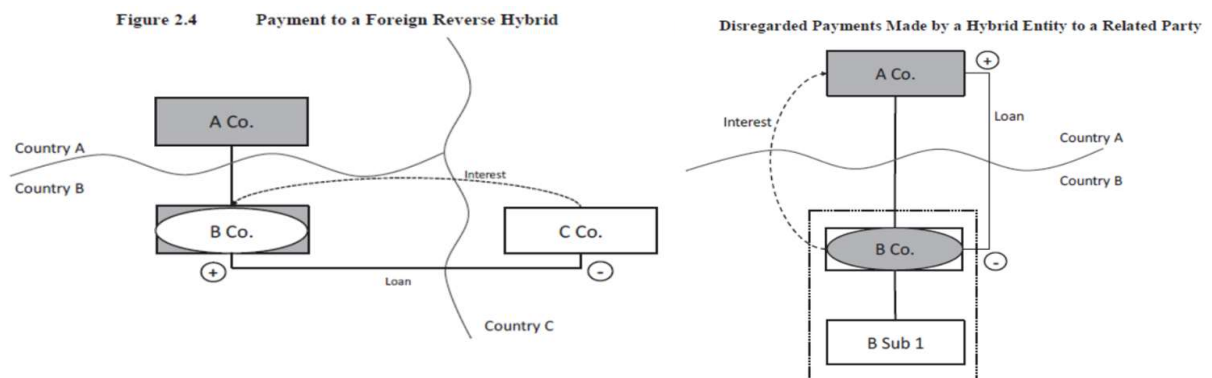 Figure 2.4 Payment to a Foreign Reverse Hybrid
A Co.
Country A
Country B
Interest
B Co.
C Co.
+
-
Loan
Country C
Disregarded Payments Made by a Hybrid Entity to a Related Party
A Co.
+
Interest
Loan
Country A
Country B
B Co.
-
B Sub 1